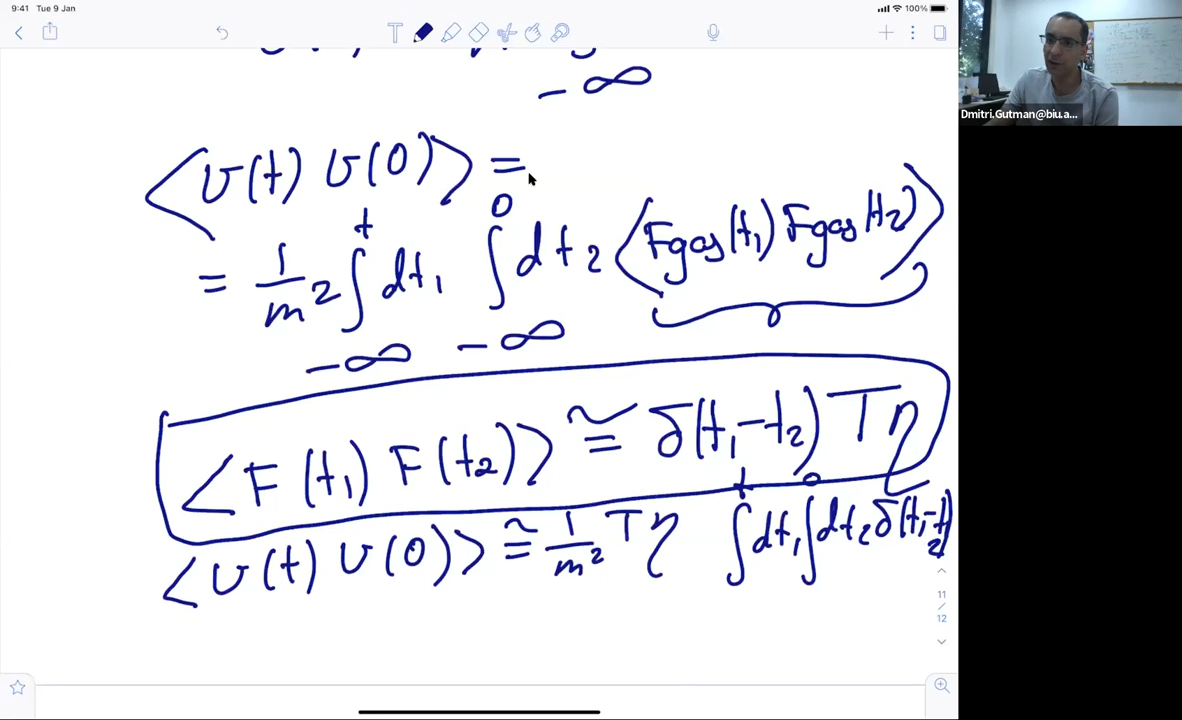 9:41 Tue 9 Jan
100%
Dmitri.Gutman@biu.a...
- ∞
<v(t) v(0)> =
= 1/m² ∫_{-∞}^{t} dt₁ ∫_{-∞}^{0} dt₂ <Fgas(t₁) Fgas(t₂)>
<F(t₁) F(t₂)> ≅ δ(t₁-t₂) Tη
<v(t) v(0)> ≅ 1/m² Tη ∫^{t} dt₁ ∫^{0} dt₂ δ(t₁-t₂)
11
/
12